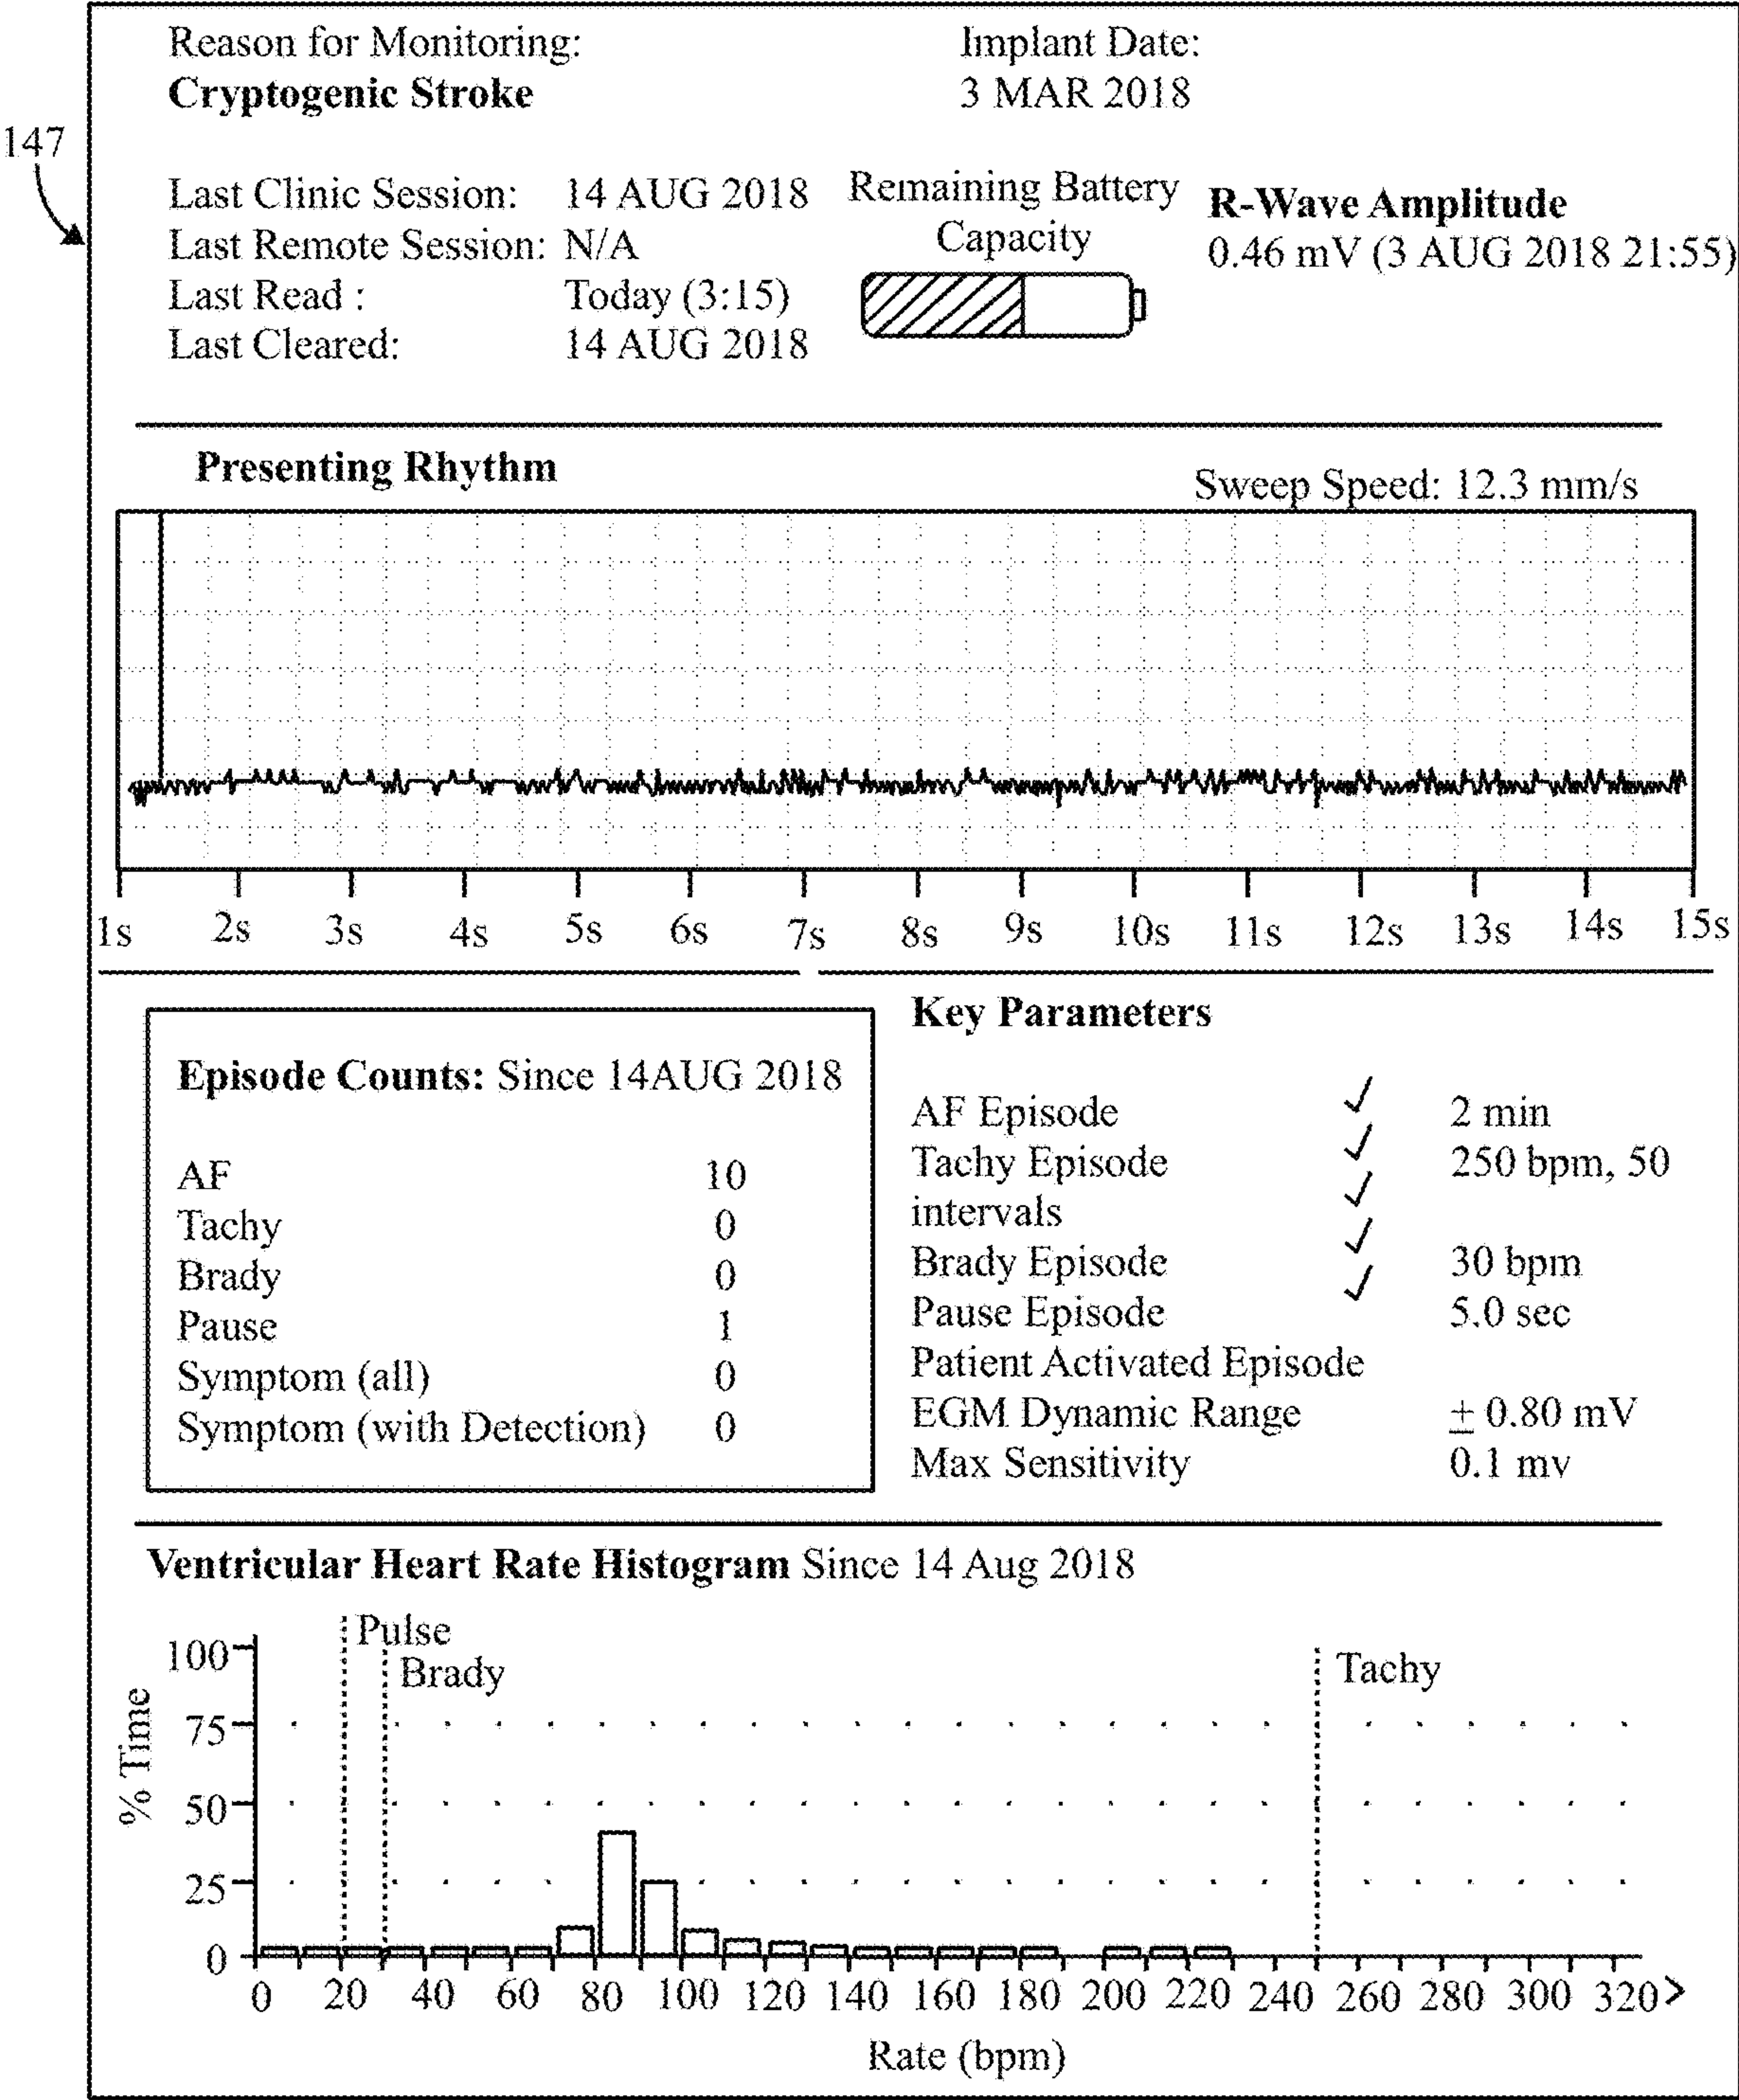 147
Reason for Monitoring:
Cryptogenic Stroke
Implant Date:
3 MAR 2018
Last Clinic Session: 14 AUG 2018
Last Remote Session: N/A
Last Read : Today (3:15)
Last Cleared: 14 AUG 2018
Remaining Battery
Capacity
R-Wave Amplitude
0.46 mV (3 AUG 2018 21:55)
Presenting Rhythm
Sweep Speed: 12.3 mm/s
1s 2s 3s 4s 5s 6s 7s 8s 9s 10s 11s 12s 13s 14s 15s
Episode Counts: Since 14AUG 2018
AF 10
Tachy 0
Brady 0
Pause 1
Symptom (all) 0
Symptom (with Detection) 0
Key Parameters
AF Episode ✓ 2 min
Tachy Episode ✓ 250 bpm, 50
intervals ✓
Brady Episode ✓ 30 bpm
Pause Episode ✓ 5.0 sec
Patient Activated Episode
EGM Dynamic Range ± 0.80 mV
Max Sensitivity 0.1 mv
Ventricular Heart Rate Histogram Since 14 Aug 2018
Pulse
Brady
Tachy
% Time
100
75
50
25
0
0 20 40 60 80 100 120 140 160 180 200 220 240 260 280 300 320>
Rate (bpm)